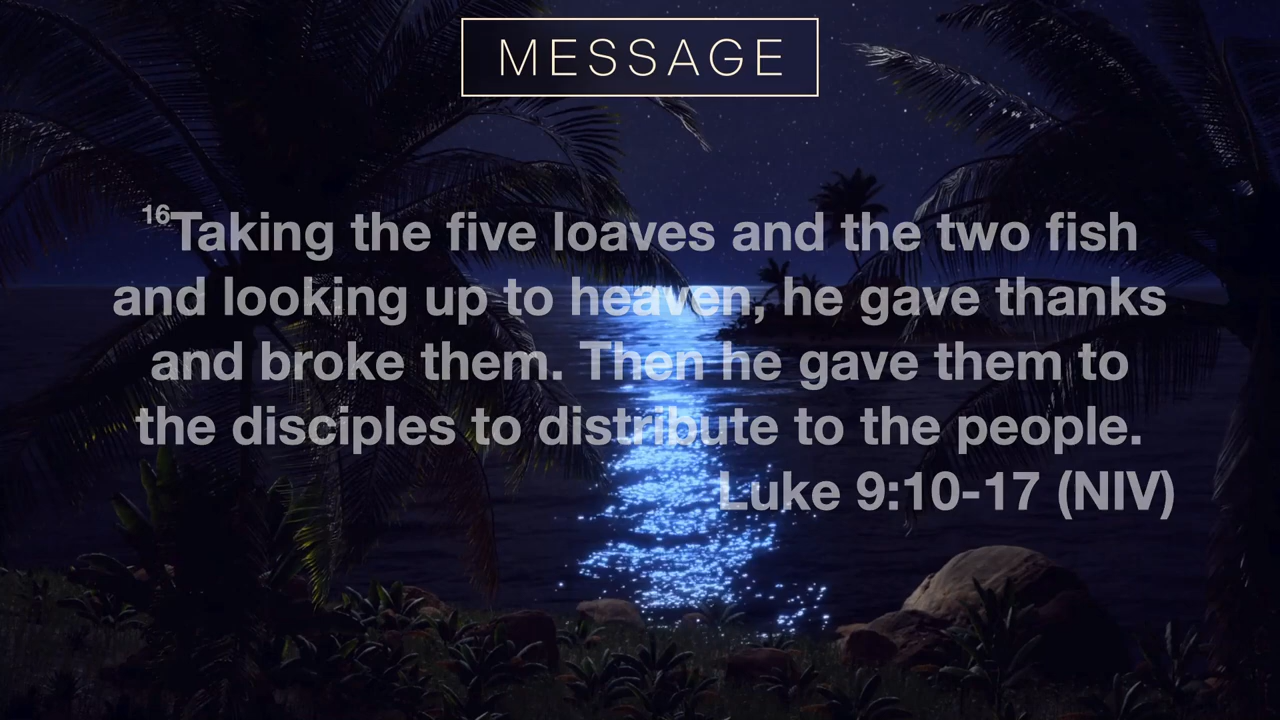 MESSAGE
16Taking the five loaves and the two fish
and looking up to heaven, he gave thanks
and broke them. Then he gave them to
the disciples to distribute to the people.
Luke 9:10-17 (NIV)